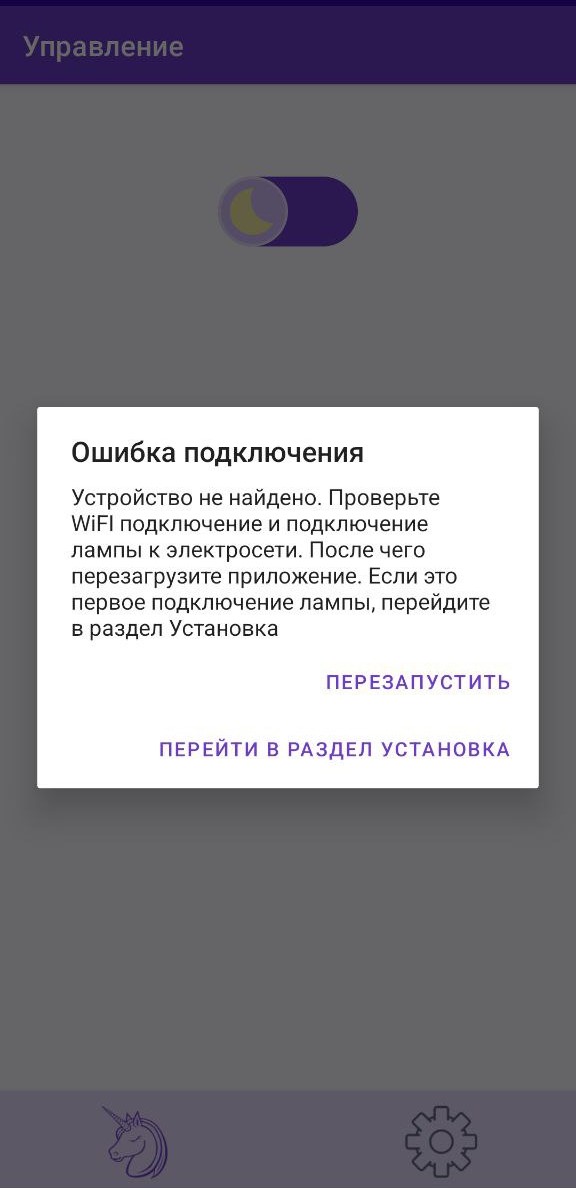 Управление
Ошибка подключения
Устройство не найдено. Проверьте
WiFI подключение и подключение
лампы к электросети. После чего
перезагрузите приложение. Если это
первое подключение лампы, перейдите
в раздел Установка
ПЕРЕЗАПУСТИТЬ
ПЕРЕЙТИ В РАЗДЕЛ УСТАНОВКА